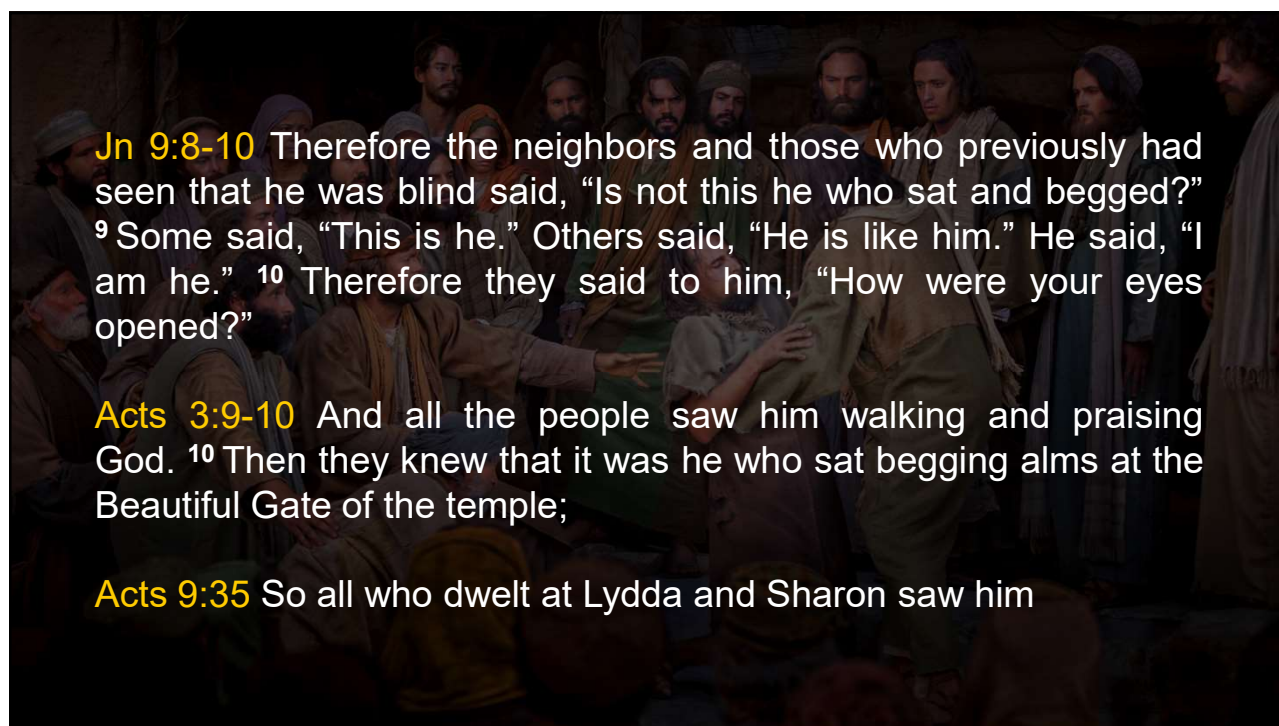 Jn 9:8-10 Therefore the neighbors and those who previously had
seen that he was blind said, “Is not this he who sat and begged?”
9 Some said, “This is he.” Others said, “He is like him.” He said, “I
am he.” 10 Therefore they said to him, “How were your eyes
opened?”
Acts 3:9-10 And all the people saw him walking and praising
God. 10 Then they knew that it was he who sat begging alms at the
Beautiful Gate of the temple;
Acts 9:35 So all who dwelt at Lydda and Sharon saw him